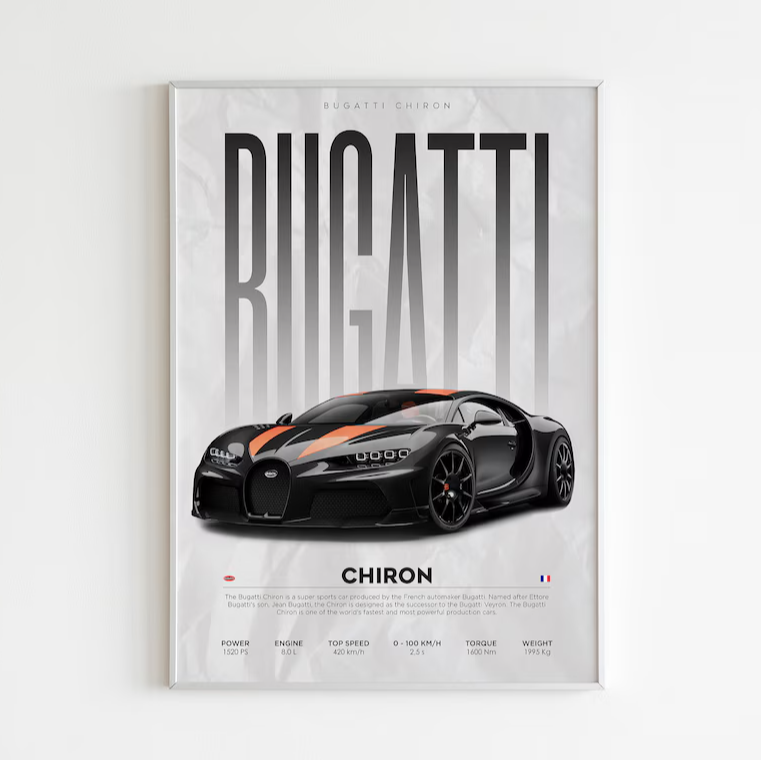 BUGATTI CHIRON
BUGATTI
CHIRON
The Bugatti Chiron is a super sports car produced by the French automaker Bugatti. Named after Ettore
Bugatti's son, Jean Bugatti, the Chiron is designed as the successor to the Bugatti Veyron. The Bugatti
Chiron is one of the world's fastest and most powerful production cars.
POWER ENGINE TOP SPEED 0 - 100 KM/H TORQUE WEIGHT
1520 PS 8.0 L 420 km/h 2,5 s 1600 Nm 1995 Kg